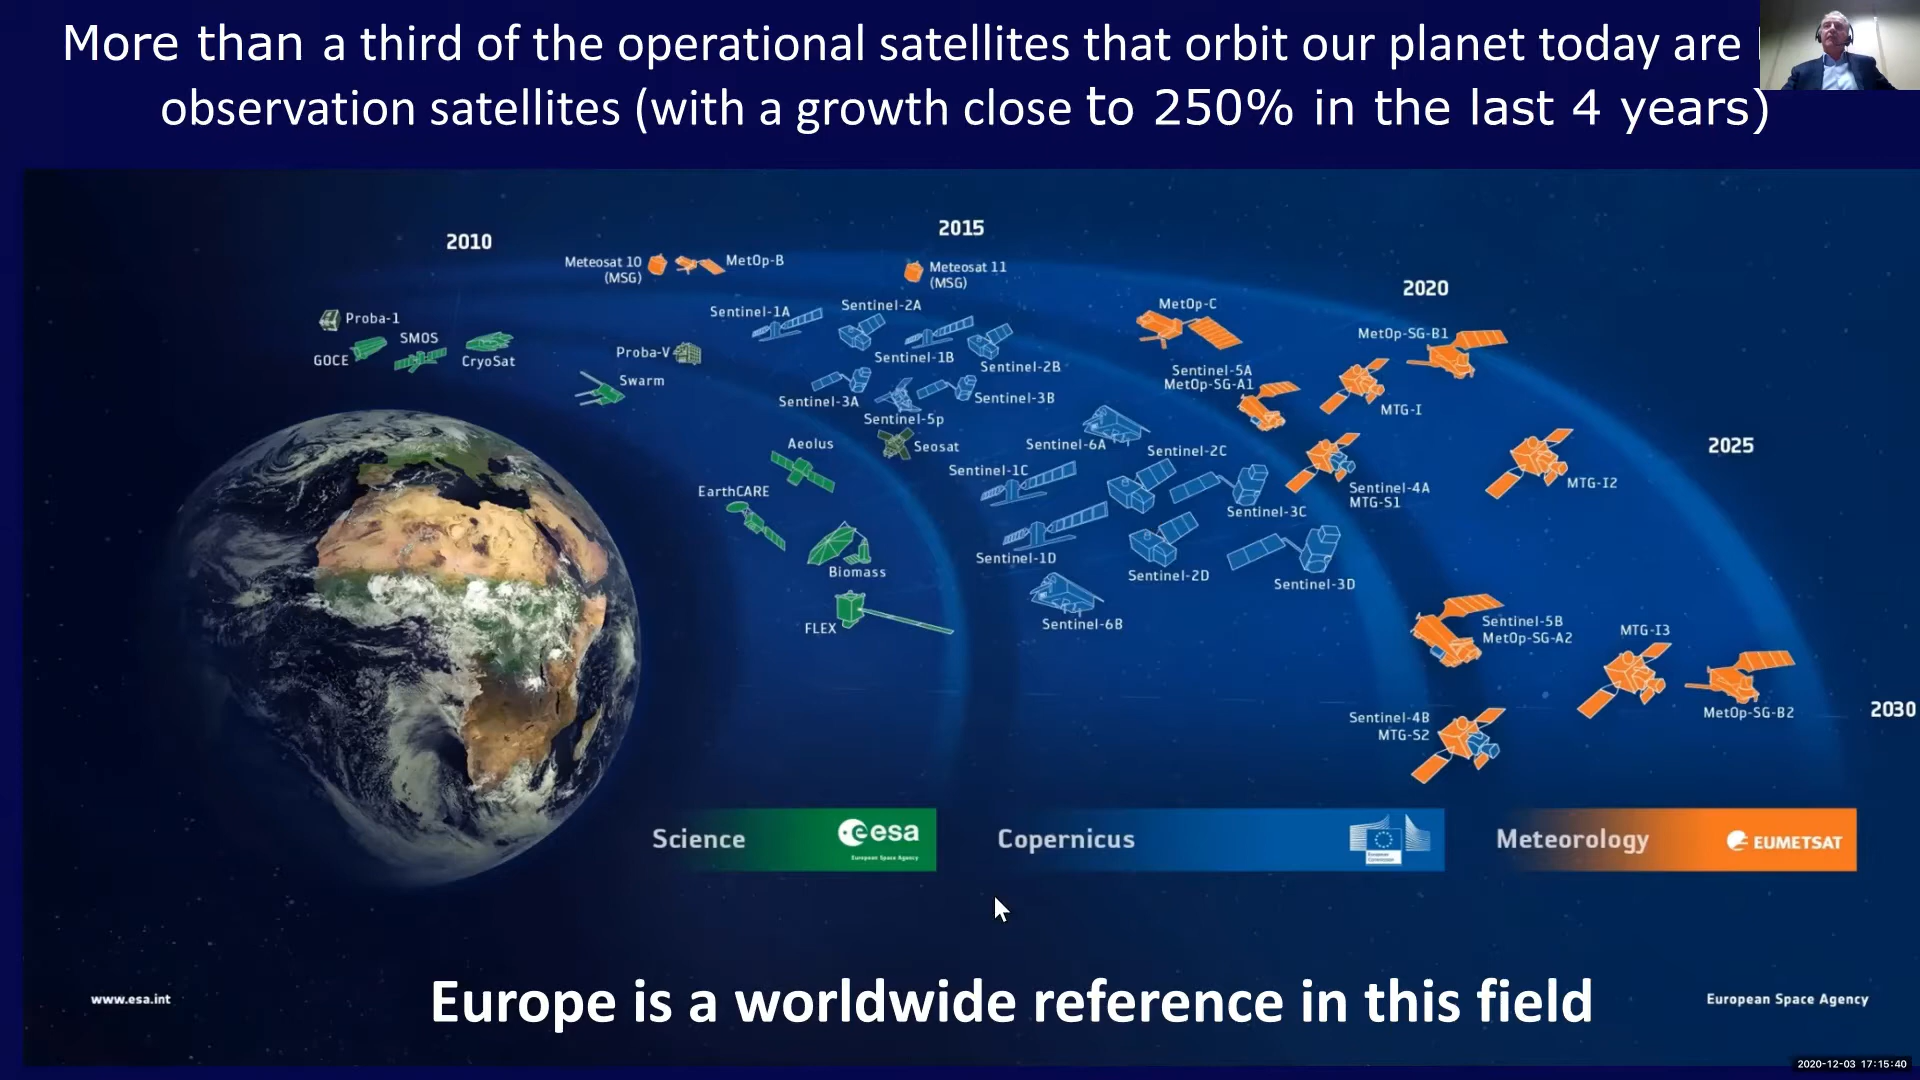 More than a third of the operational satellites that orbit our planet today are
observation satellites (with a growth close to 250% in the last 4 years)
2010
2015
2020
2025
2030
Meteosat 10
(MSG)
MetOp-B
Meteosat 11
(MSG)
Proba-1
GOCE
SMOS
CryoSat
Proba-V
Swarm
Sentinel-1A
Sentinel-2A
Sentinel-1B
Sentinel-2B
Sentinel-3A
Sentinel-3B
Sentinel-5p
Seosat
Aeolus
EarthCARE
Biomass
FLEX
MetOp-C
Sentinel-5A
MetOp-SG-A1
MetOp-SG-B1
MTG-I
Sentinel-6A
Sentinel-2C
Sentinel-1C
Sentinel-3C
Sentinel-4A
MTG-S1
MTG-I2
Sentinel-1D
Sentinel-2D
Sentinel-3D
Sentinel-6B
Sentinel-5B
MetOp-SG-A2
MTG-I3
MetOp-SG-B2
Sentinel-4B
MTG-S2
Science
esa
European Space Agency
Copernicus
European
Commission
Meteorology
EUMETSAT
www.esa.int
Europe is a worldwide reference in this field
European Space Agency
2020-12-03 17:15:40